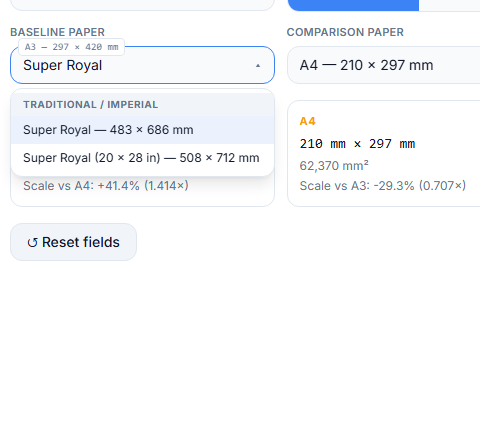 BASELINE PAPER
A3 — 297 × 420 mm
Super Royal
TRADITIONAL / IMPERIAL
Super Royal — 483 × 686 mm
Super Royal (20 × 28 in) — 508 × 712 mm
Scale vs A4: +41.4% (1.414×)
↺ Reset fields
COMPARISON PAPER
A4 — 210 × 297 mm
A4
210 mm × 297 mm
62,370 mm²
Scale vs A3: -29.3% (0.707×)